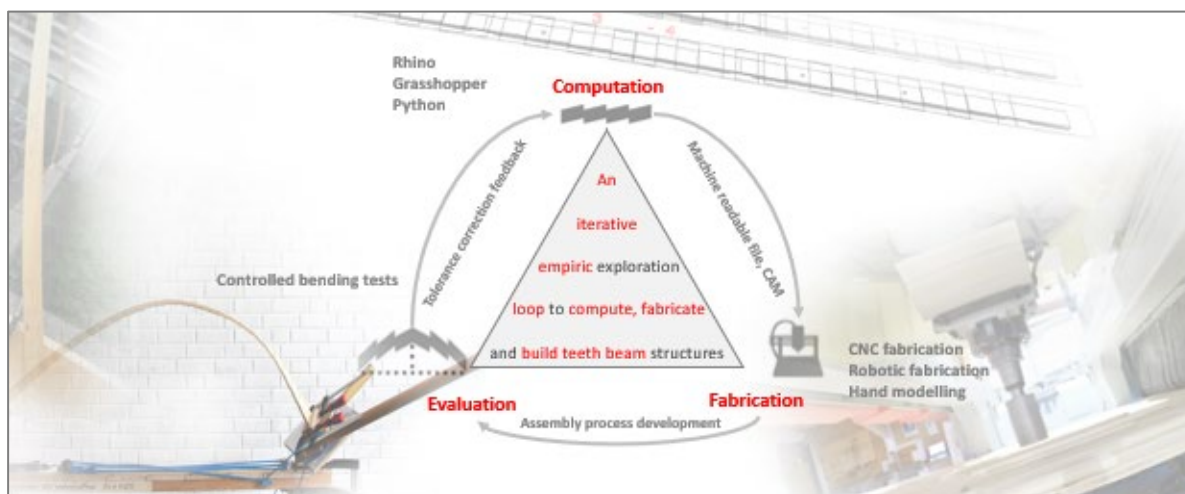 3 - 4
Rhino
Grasshopper
Python
Computation
Tolerance correction feedback
Machine readable file, CAM
An
iterative
empiric exploration
loop to compute, fabricate
and build teeth beam structures
Controlled bending tests
CNC fabrication
Robotic fabrication
Hand modelling
Evaluation
Fabrication
Assembly process development